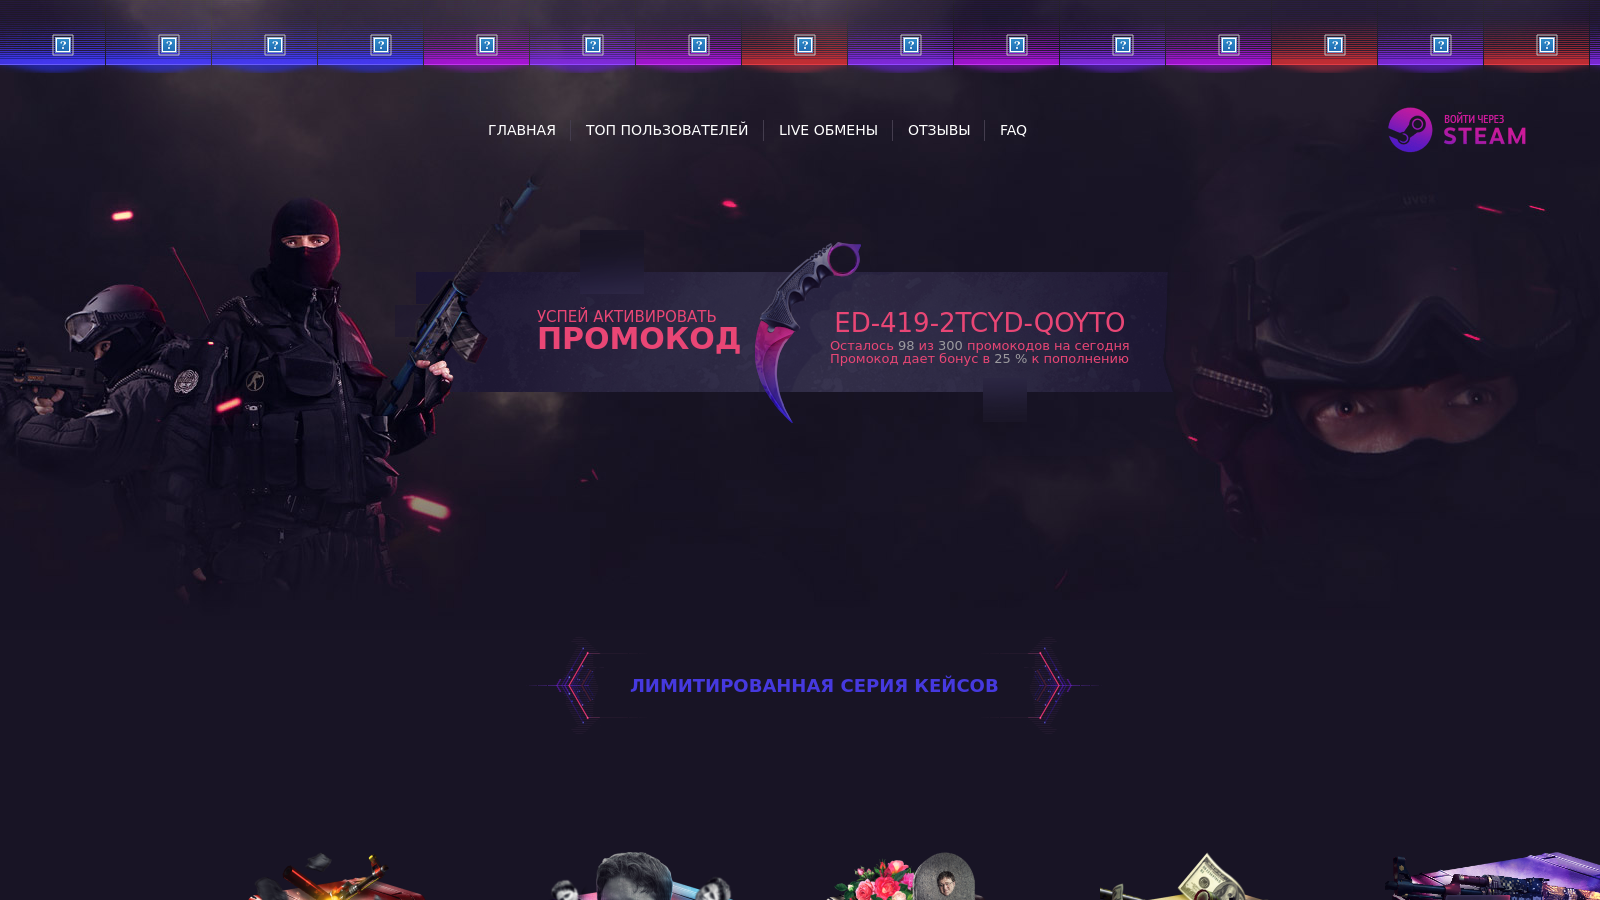 ГЛАВНАЯ
ТОП ПОЛЬЗОВАТЕЛЕЙ
LIVE ОБМЕНЫ
ОТЗЫВЫ
FAQ
ВОЙТИ ЧЕРЕЗ
STEAM
УСПЕЙ АКТИВИРОВАТЬ
ПРОМОКОД
ED-419-2TCYD-QOYTO
Осталось 98 из 300 промокодов на сегодня
Промокод дает бонус в 25 % к пополнению
ЛИМИТИРОВАННАЯ СЕРИЯ КЕЙСОВ